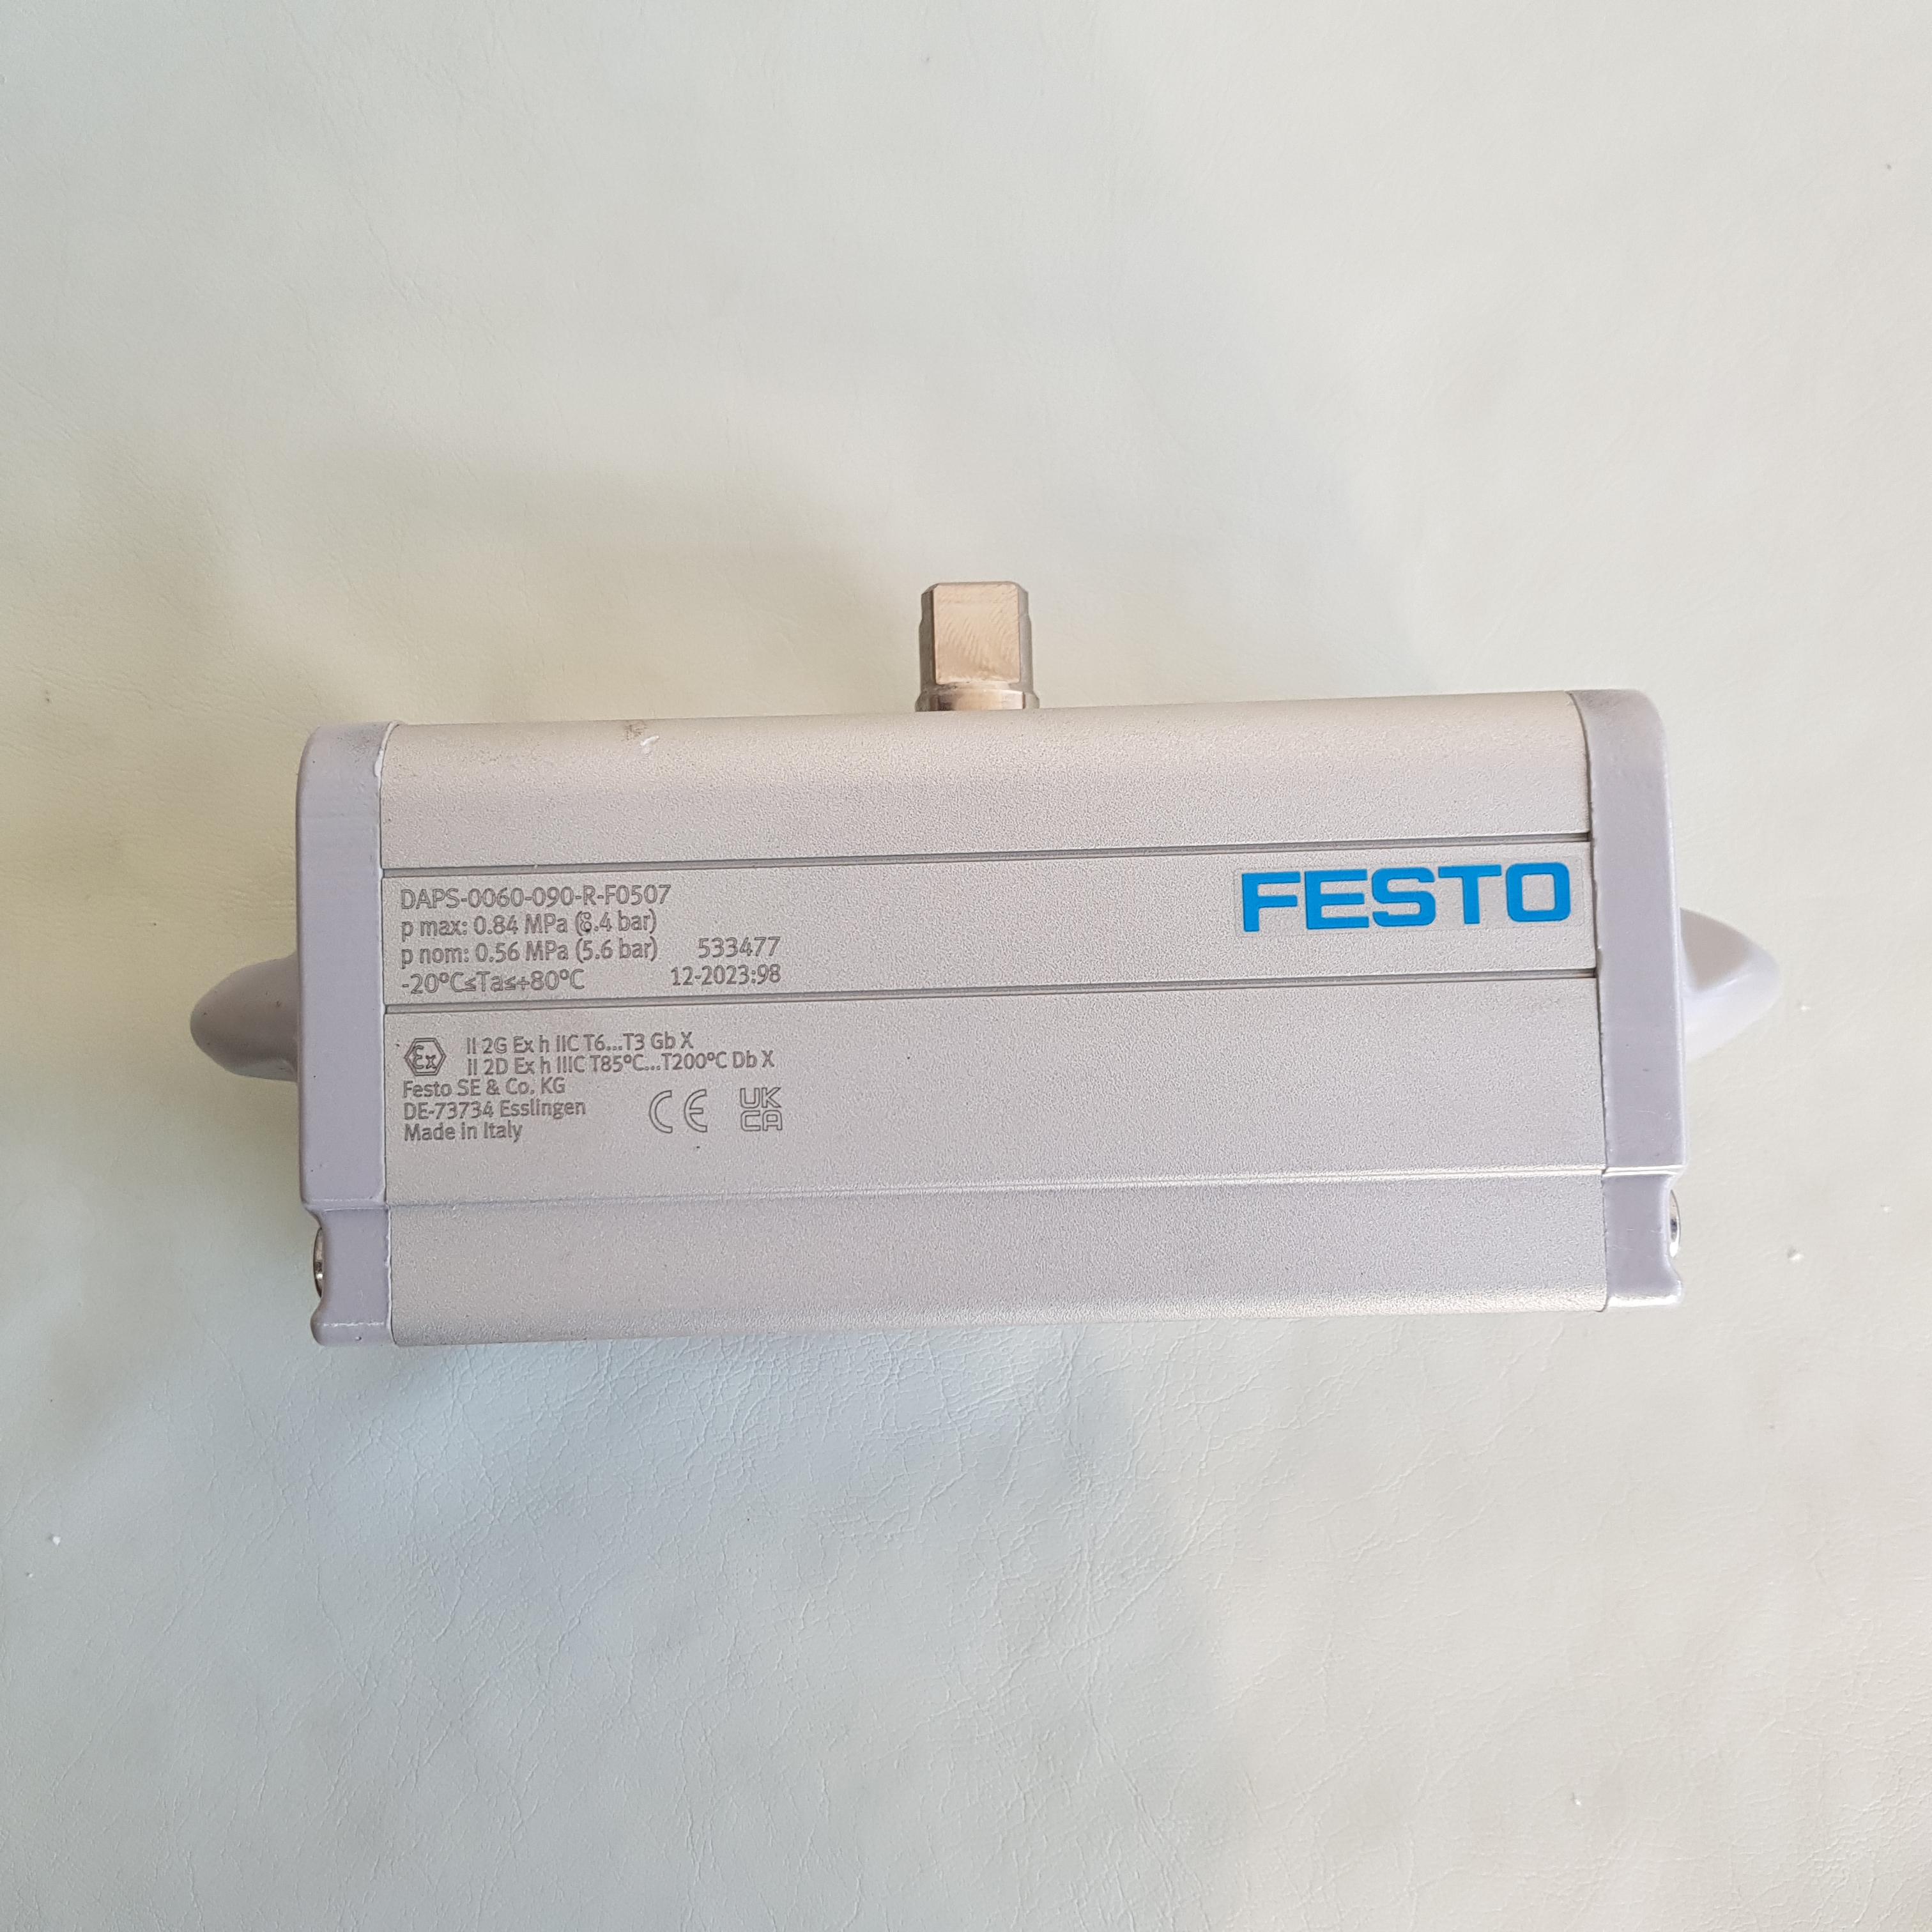 FESTO
DAPS-0060-090-R-F0507
p max: 0.84 MPa (8.4 bar)
p nom: 0.56 MPa (5.6 bar) 533477
-20°C≤Ta≤+80°C 12-2023:98
Ex II 2G Ex h IIC T6...T3 Gb X
II 2D Ex h IIIC T85°C...T200°C Db X
Festo SE & Co. KG
DE-73734 Esslingen
Made in Italy
CE UK
CA